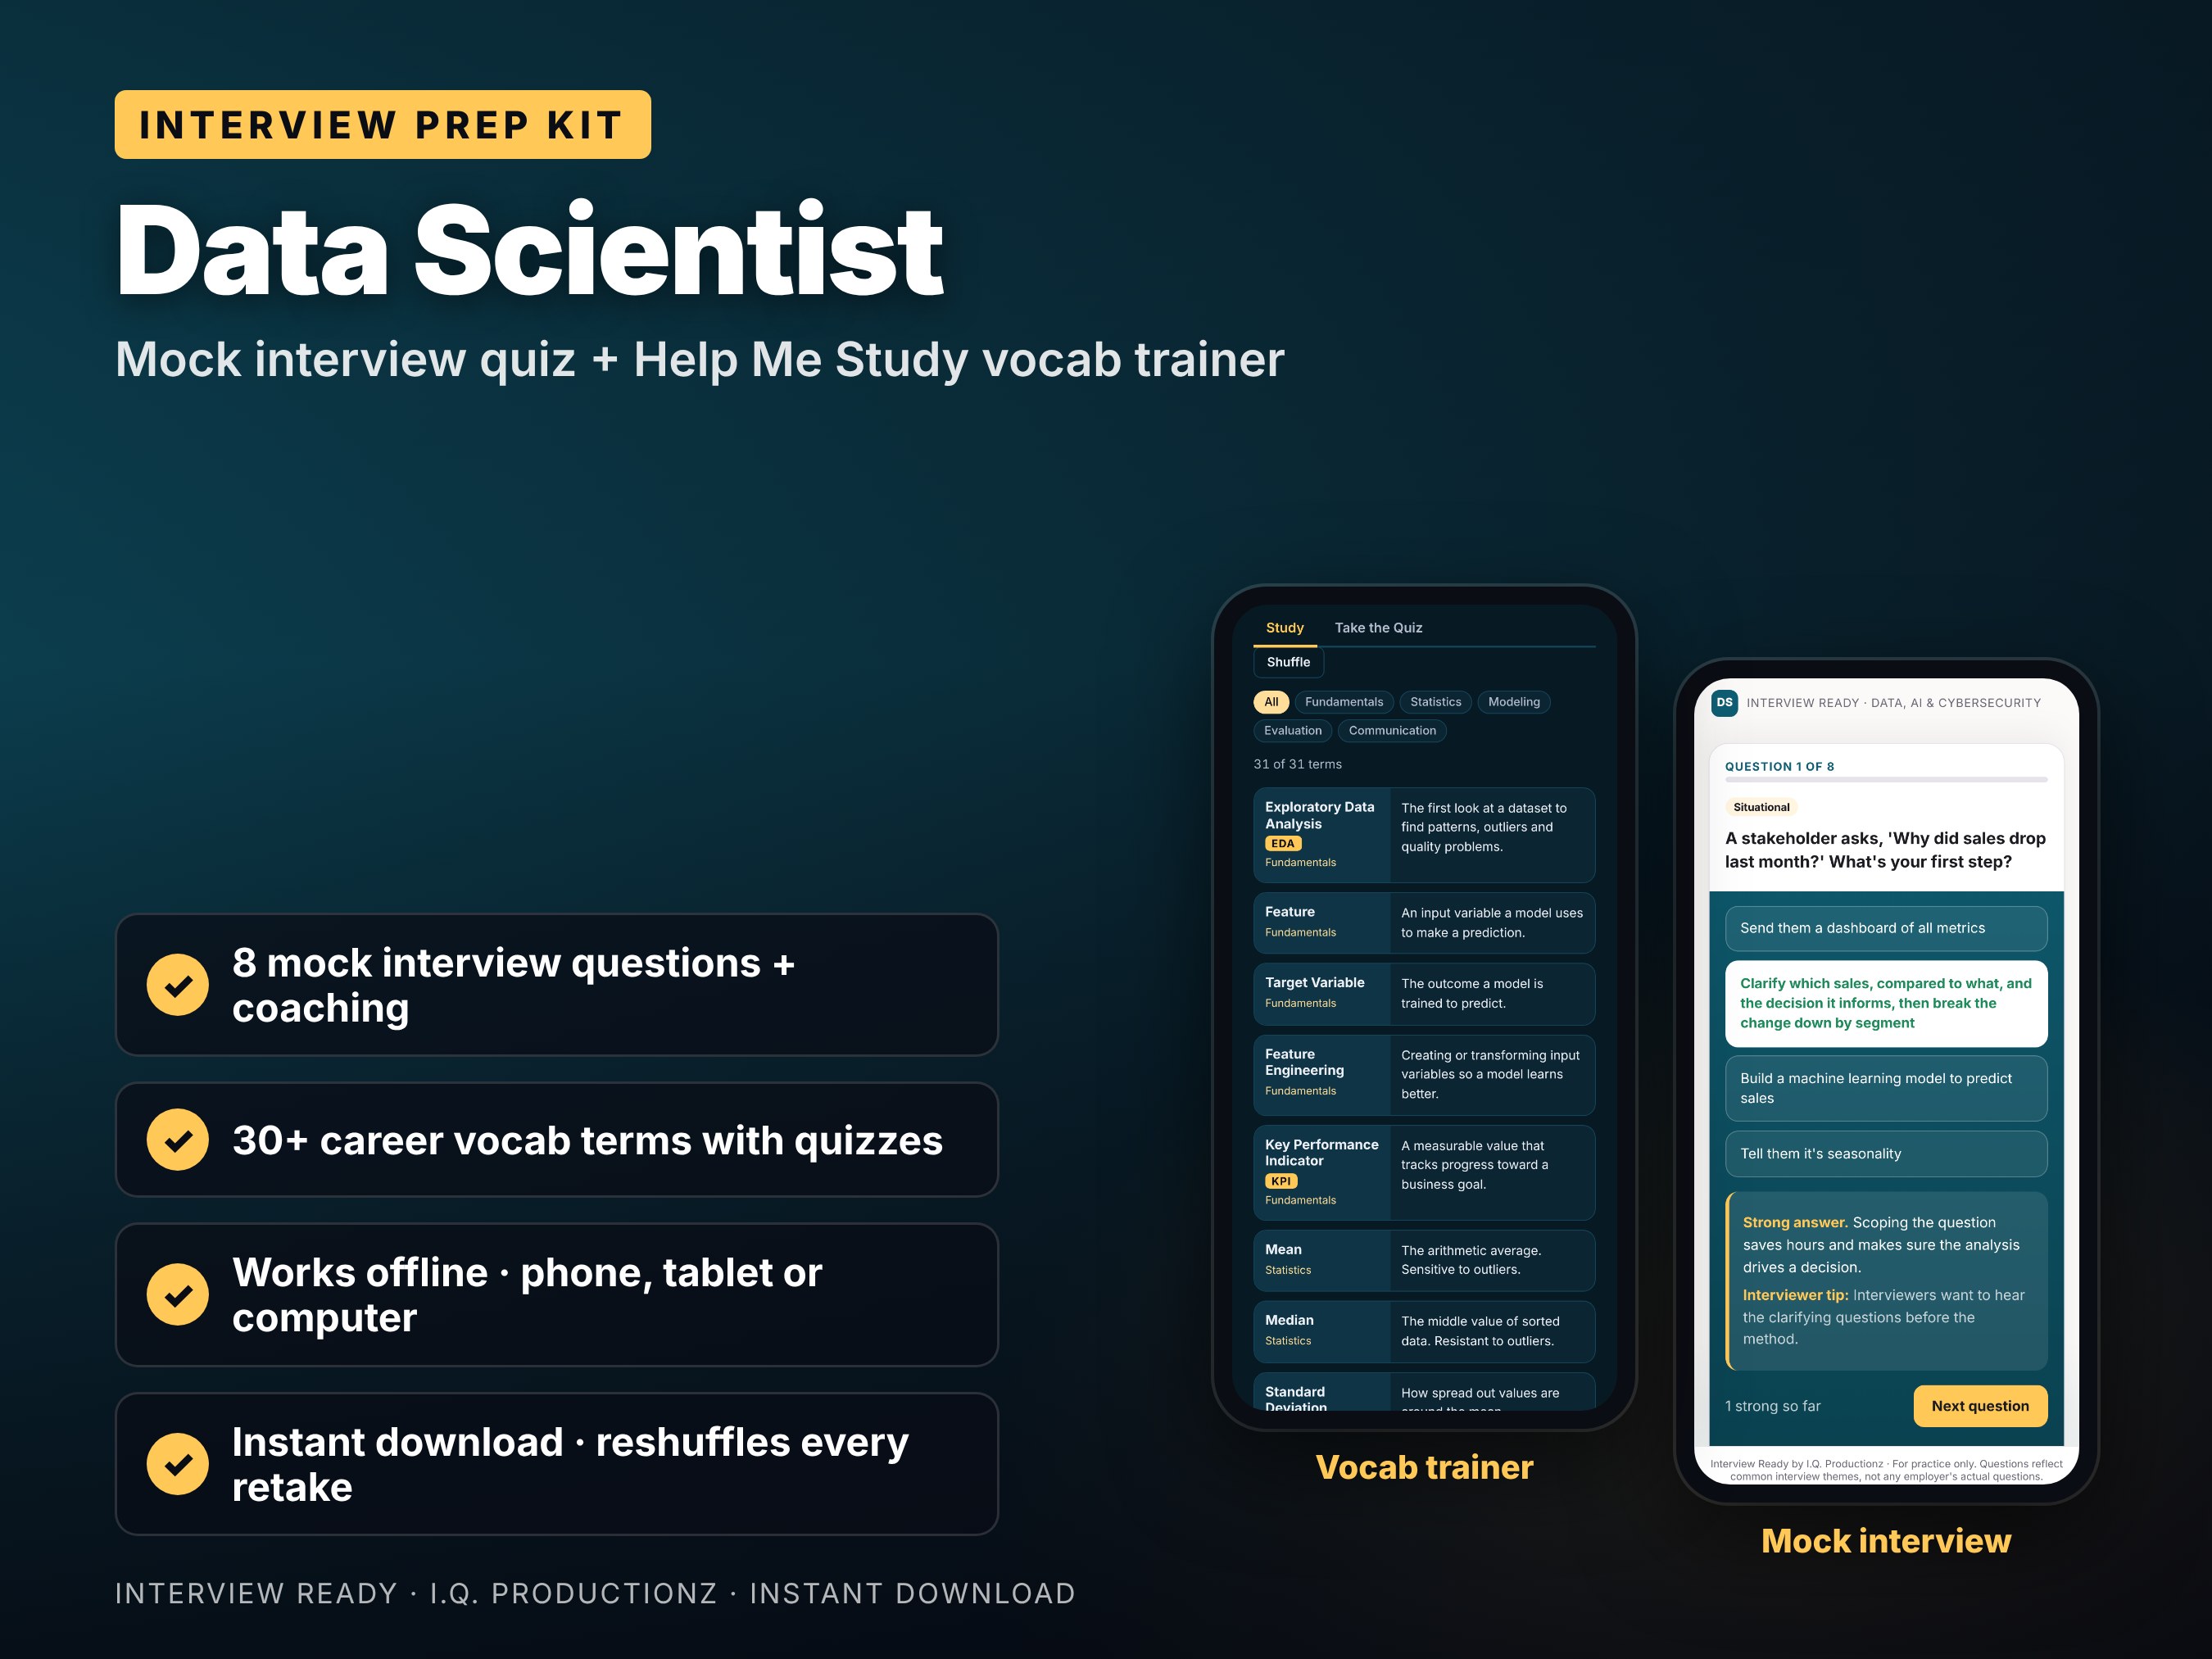 INTERVIEW PREP KIT
Data Scientist
Mock interview quiz + Help Me Study vocab trainer
8 mock interview questions +
coaching
30+ career vocab terms with quizzes
Works offline · phone, tablet or
computer
Instant download · reshuffles every
retake
INTERVIEW READY · I.Q. PRODUCTIONZ · INSTANT DOWNLOAD
Study Take the Quiz
Shuffle
All Fundamentals Statistics Modeling
Evaluation Communication
31 of 31 terms
Exploratory Data
Analysis
EDA
Fundamentals
The first look at a dataset to
find patterns, outliers and
quality problems.
Feature
Fundamentals
An input variable a model uses
to make a prediction.
Target Variable
Fundamentals
The outcome a model is
trained to predict.
Feature
Engineering
Fundamentals
Creating or transforming input
variables so a model learns
better.
Key Performance
Indicator
KPI
Fundamentals
A measurable value that
tracks progress toward a
business goal.
Mean
Statistics
The arithmetic average.
Sensitive to outliers.
Median
Statistics
The middle value of sorted
data. Resistant to outliers.
Standard
Deviation
How spread out values are
around the mean
Vocab trainer
DS INTERVIEW READY · DATA, AI & CYBERSECURITY
QUESTION 1 OF 8
Situational
A stakeholder asks, 'Why did sales drop
last month?' What's your first step?
Send them a dashboard of all metrics
Clarify which sales, compared to what, and
the decision it informs, then break the
change down by segment
Build a machine learning model to predict
sales
Tell them it's seasonality
Strong answer. Scoping the question
saves hours and makes sure the analysis
drives a decision.
Interviewer tip: Interviewers want to hear
the clarifying questions before the
method.
1 strong so far
Next question
Interview Ready by I.Q. Productionz · For practice only. Questions reflect
common interview themes, not any employer's actual questions.
Mock interview